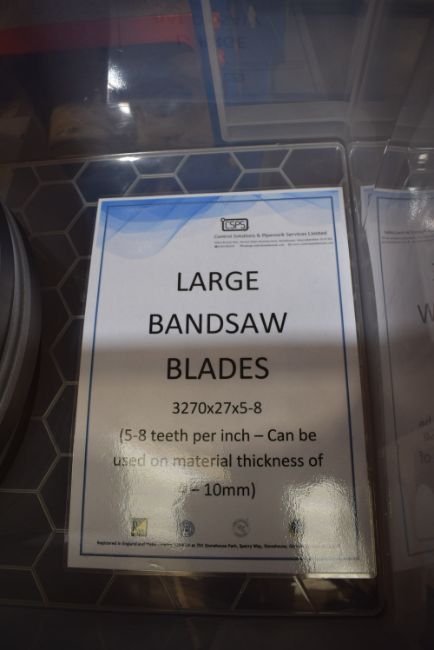 CSPS
Control Solutions & Pipework Services Limited
LARGE
BANDSAW
BLADES
3270x27x5-8
(5-8 teeth per inch – Can be
used on material thickness of
– 10mm)
W
of